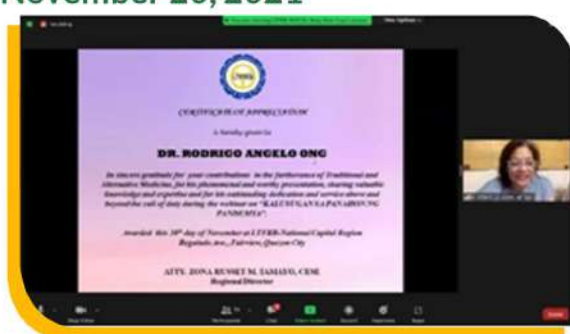 November 26, 2021
CERTIFICATE OF APPRECIATION
is hereby given to
DR. RODRIGO ANGELO ONG
In sincere gratitude for your contributions in the furtherance of Traditional and
Alternative Medicine, for his phenomenal and worthy presentation, sharing valuable
knowledge and expertise and for his outstanding dedication and service above and
beyond the call of duty during the webinar on "KALUSUGAN SA PANAHON NG
PANDEMYA".
Awarded this day of November at LTFRB-National Capital Region
Regalado Ave., Fairview, Quezon City
ATTY. ZONA RUSSET M. TAMAYO, CESE
Regional Director